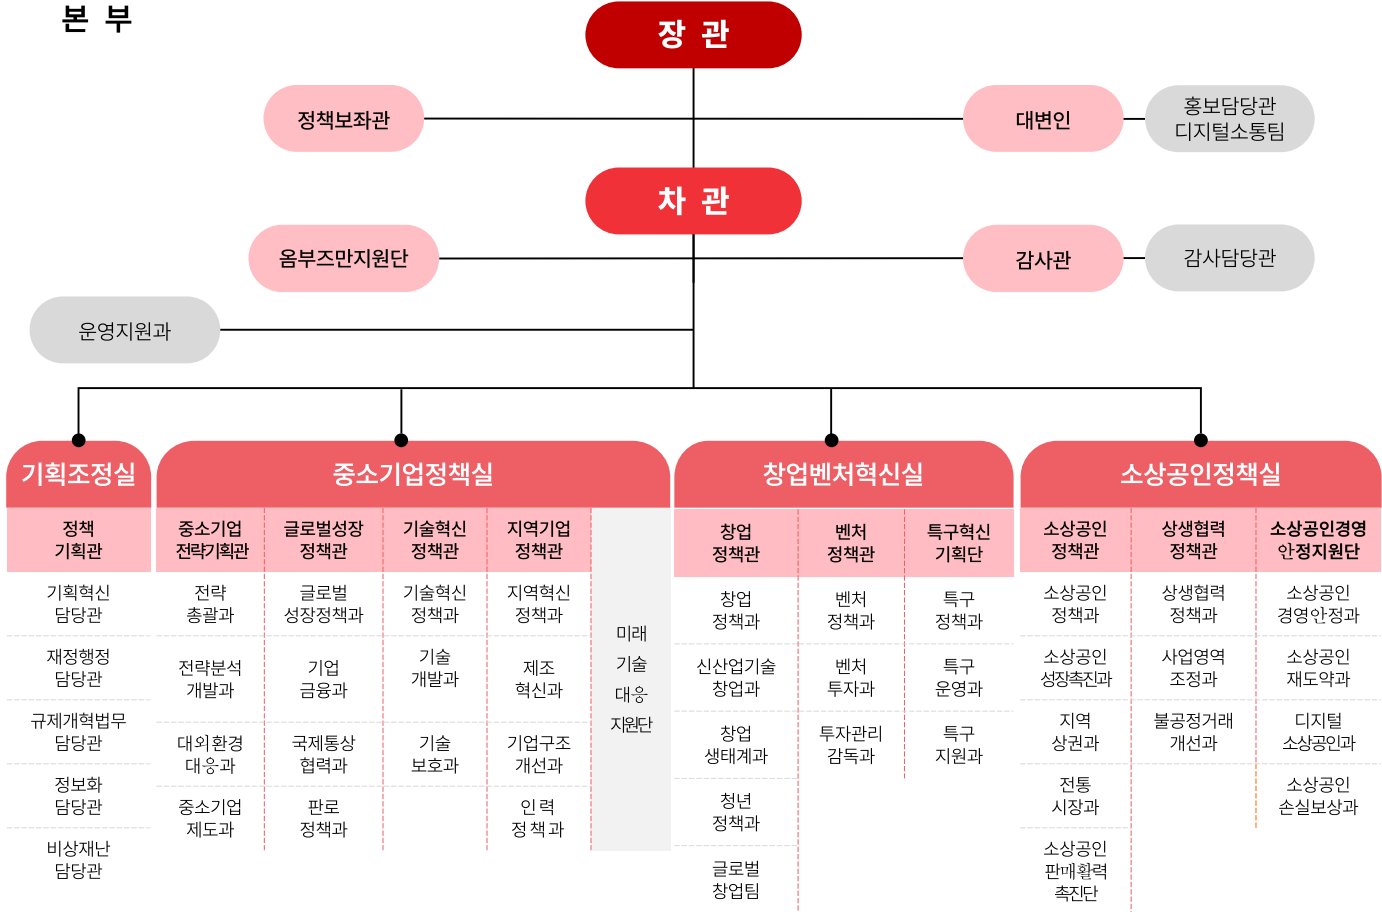 본 부
장 관
정책보좌관
대변인
홍보담당관
디지털소통팀
차 관
옴부즈만지원단
감사관
감사담당관
운영지원과
기획조정실
정책
기획관
기획혁신
담당관
재정행정
담당관
규제개혁법무
담당관
정보화
담당관
비상재난
담당관
중소기업정책실
중소기업
전략기획관
전략
총괄과
전략분석
개발과
대외환경
대응과
중소기업
제도과
글로벌성장
정책관
글로벌
성장정책과
기업
금융과
국제통상
협력과
판로
정책과
기술혁신
정책관
기술혁신
정책과
기술
개발과
기술
보호과
지역기업
정책관
지역혁신
정책과
제조
혁신과
기업구조
개선과
인력
정책과
미래
기술
대응
지원단
창업벤처혁신실
창업
정책관
창업
정책과
신산업기술
창업과
창업
생태계과
청년
정책과
글로벌
창업팀
벤처
정책관
벤처
정책과
벤처
투자과
투자관리
감독과
특구혁신
기획단
특구
정책과
특구
운영과
특구
지원과
소상공인정책실
소상공인
정책관
소상공인
정책과
소상공인
성장촉진과
지역
상권과
전통
시장과
소상공인
판매활력
촉진단
상생협력
정책관
상생협력
정책과
사업영역
조정과
불공정거래
개선과
소상공인경영
안정지원단
소상공인
경영안정과
소상공인
재도약과
디지털
소상공인과
소상공인
손실보상과